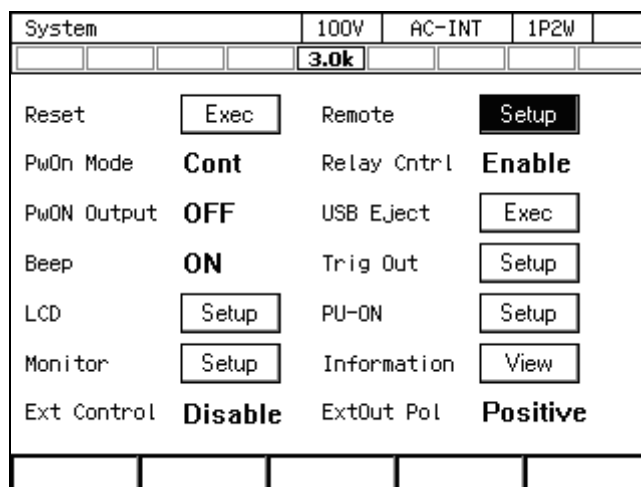 System 100V AC-INT 1P2W
3.0k
Reset Exec Remote Setup
PwOn Mode Cont Relay Cntrl Enable
PwON Output OFF USB Eject Exec
Beep ON Trig Out Setup
LCD Setup PU-ON Setup
Monitor Setup Information View
Ext Control Disable ExtOut Pol Positive